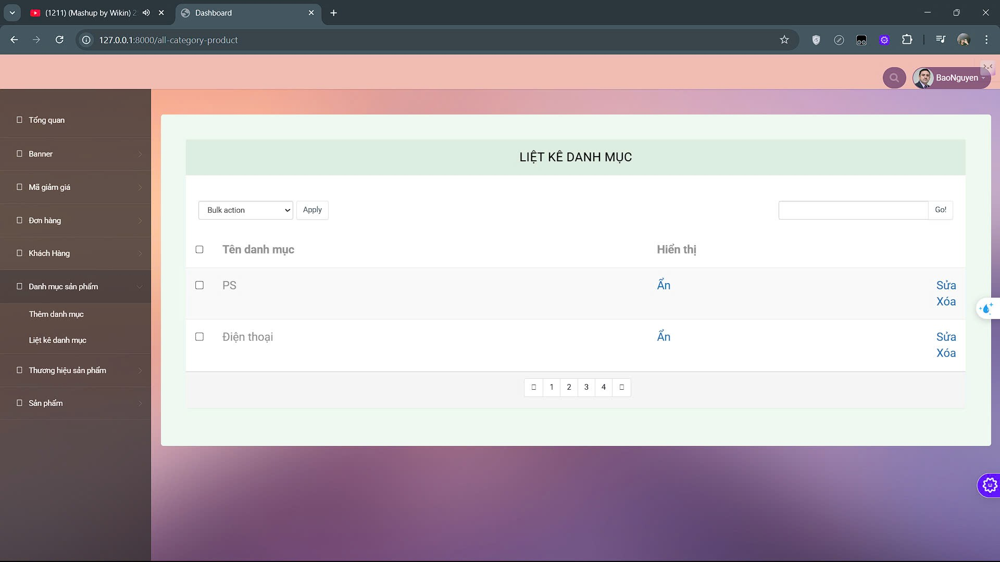 (1211) (Mashup by Wikin)
Dashboard
127.0.0.1:8000/all-category-product
BaoNguyen
Tổng quan
Banner
Mã giảm giá
Đơn hàng
Khách Hàng
Danh mục sản phẩm
Thêm danh mục
Liệt kê danh mục
Thương hiệu sản phẩm
Sản phẩm
LIỆT KÊ DANH MỤC
Bulk action
Apply
Go!
Tên danh mục
Hiển thị
PS
Ẩn
Sửa
Xóa
Điện thoại
Ẩn
Sửa
Xóa
1 2 3 4